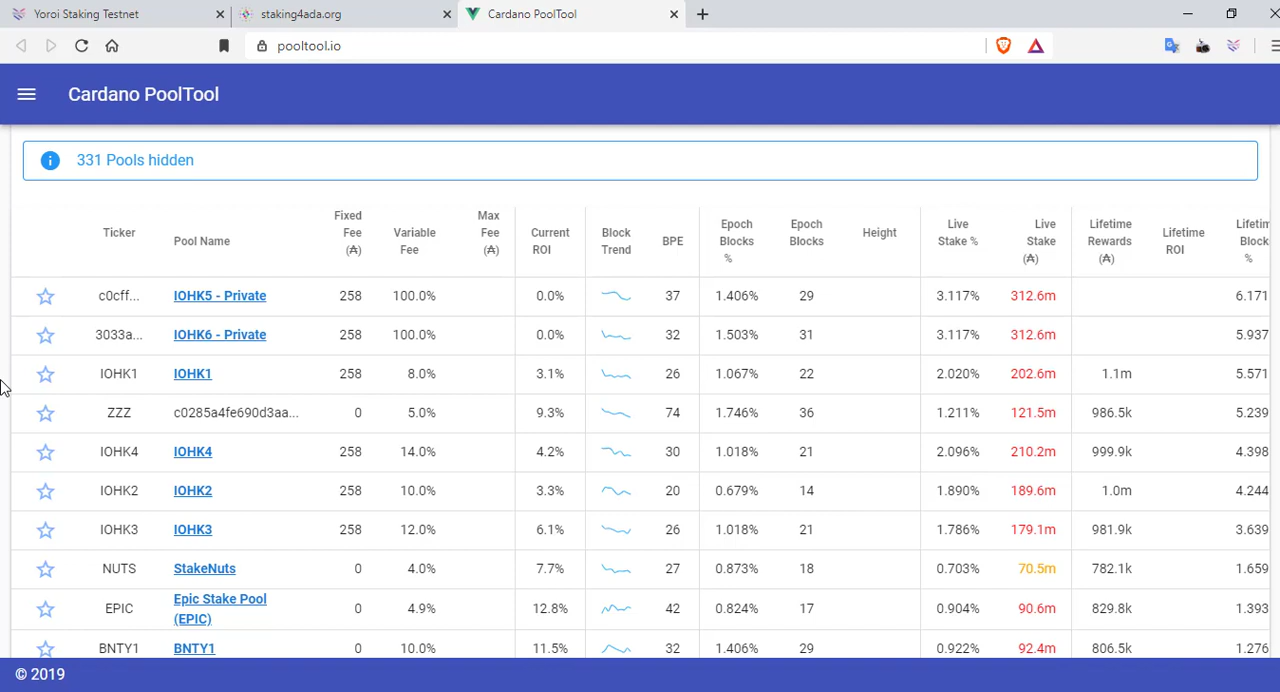 Yoroi Staking Testnet
staking4ada.org
Cardano PoolTool
pooltool.io
Cardano PoolTool
331 Pools hidden
Ticker Pool Name Fixed Fee (₳) Variable Fee Max Fee (₳) Current ROI Block Trend BPE Epoch Blocks % Epoch Blocks Height Live Stake % Live Stake (₳) Lifetime Rewards (₳) Lifetime ROI Lifetim Block %
c0cff... IOHK5 - Private 258 100.0% 0.0% 37 1.406% 29 3.117% 312.6m 6.171
3033a... IOHK6 - Private 258 100.0% 0.0% 32 1.503% 31 3.117% 312.6m 5.937
IOHK1 IOHK1 258 8.0% 3.1% 26 1.067% 22 2.020% 202.6m 1.1m 5.571
ZZZ c0285a4fe690d3aa... 0 5.0% 9.3% 74 1.746% 36 1.211% 121.5m 986.5k 5.239
IOHK4 IOHK4 258 14.0% 4.2% 30 1.018% 21 2.096% 210.2m 999.9k 4.398
IOHK2 IOHK2 258 10.0% 3.3% 20 0.679% 14 1.890% 189.6m 1.0m 4.244
IOHK3 IOHK3 258 12.0% 6.1% 26 1.018% 21 1.786% 179.1m 981.9k 3.639
NUTS StakeNuts 0 4.0% 7.7% 27 0.873% 18 0.703% 70.5m 782.1k 1.659
EPIC Epic Stake Pool (EPIC) 0 4.9% 12.8% 42 0.824% 17 0.904% 90.6m 829.8k 1.393
BNTY1 BNTY1 0 10.0% 11.5% 32 1.406% 29 0.922% 92.4m 806.5k 1.276
© 2019